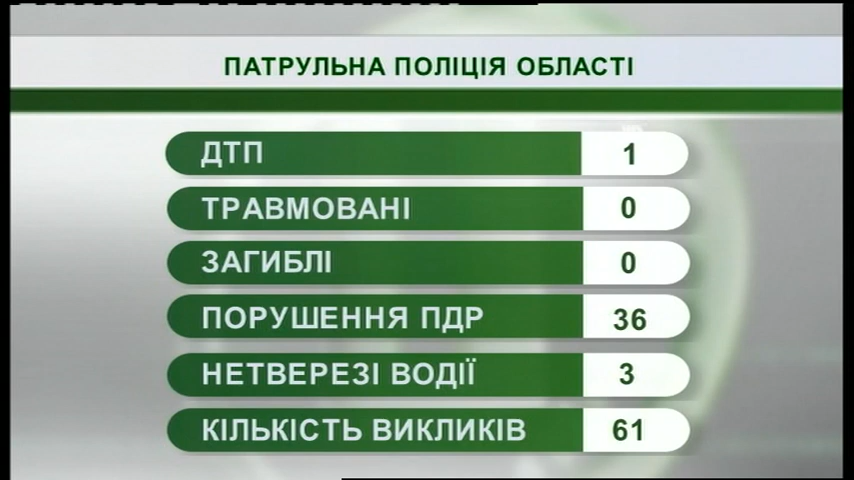 ПАТРУЛЬНА ПОЛІЦІЯ ОБЛАСТІ
ДТП 1
ТРАВМОВАНІ 0
ЗАГИБЛІ 0
ПОРУШЕННЯ ПДР 36
НЕТВЕРЕЗІ ВОДІЇ 3
КІЛЬКІСТЬ ВИКЛИКІВ 61